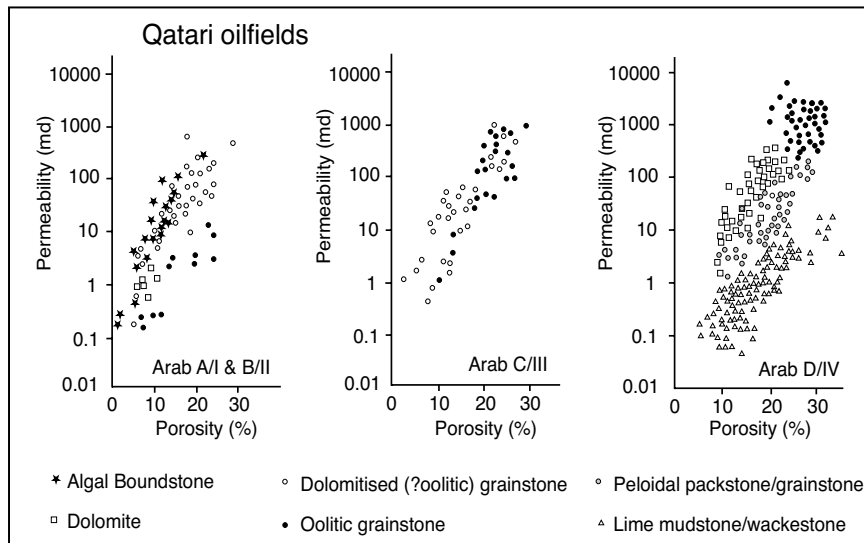 Qatari oilfields
Permeability (md)
10000
1000
100
10
1
0.1
0.01
Arab A/I & B/II
0 10 20 30
Porosity (%)
Permeability (md)
10000
1000
100
10
1
0.1
0.01
Arab C/III
0 10 20 30
Porosity (%)
Permeability (md)
10000
1000
100
10
1
0.1
0.01
Arab D/IV
0 10 20 30
Porosity (%)
Algal Boundstone
Dolomitised (?oolitic) grainstone
Peloidal packstone/grainstone
Dolomite
Oolitic grainstone
Lime mudstone/wackestone